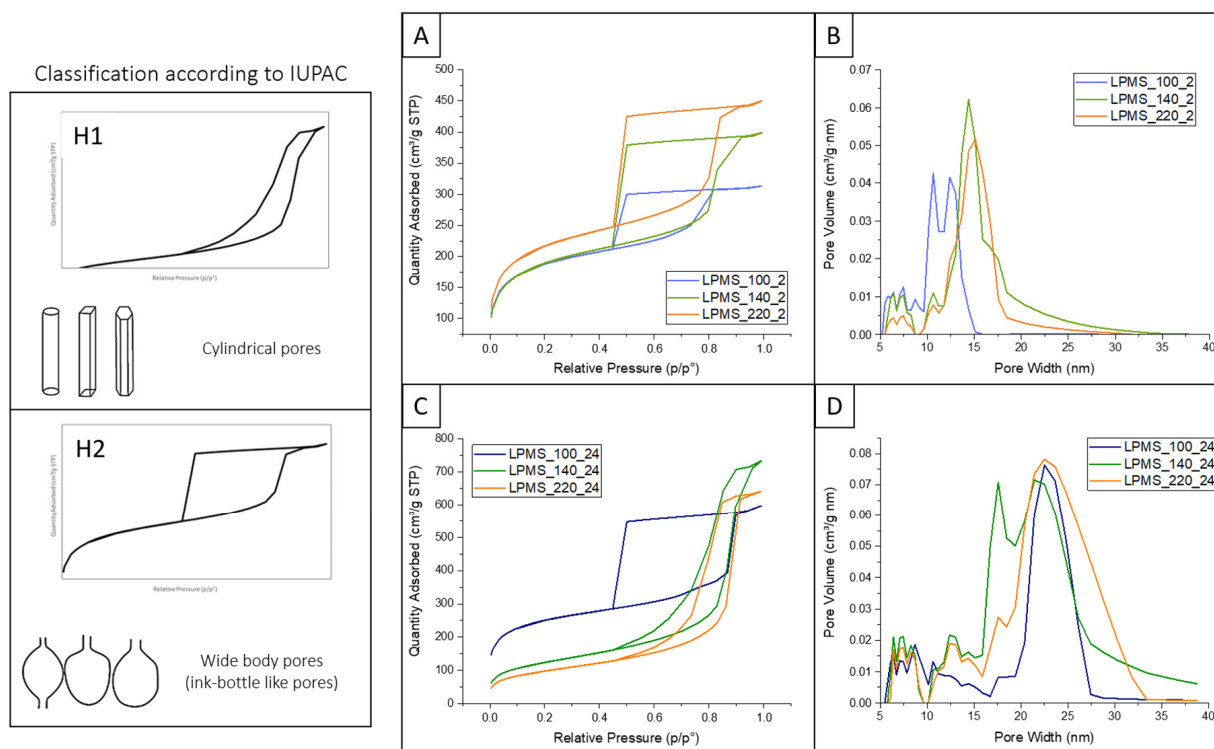 Classification according to IUPAC
H1
Quantity Adsorbed (cm³/g STP)
Relative Pressure (p/p°)
Cylindrical pores
H2
Quantity Adsorbed (cm³/g STP)
Relative Pressure (p/p°)
Wide body pores
(ink-bottle like pores)
A
500
450
400
350
300
250
200
150
100
Quantity Adsorbed (cm³/g STP)
LPMS_100_2
LPMS_140_2
LPMS_220_2
0.0 0.2 0.4 0.6 0.8 1.0
Relative Pressure (p/p°)
B
0.07
0.06
0.05
0.04
0.03
0.02
0.01
0.00
Pore Volume (cm³/g·nm)
LPMS_100_2
LPMS_140_2
LPMS_220_2
5 10 15 20 25 30 35 40
Pore Width (nm)
C
800
700
600
500
400
300
200
100
0
Quantity Adsorbed (cm³/g STP)
LPMS_100_24
LPMS_140_24
LPMS_220_24
0.0 0.2 0.4 0.6 0.8 1.0
Relative Pressure (p/p°)
D
0.08
0.07
0.06
0.05
0.04
0.03
0.02
0.01
0.00
Pore Volume (cm³/g nm)
LPMS_100_24
LPMS_140_24
LPMS_220_24
5 10 15 20 25 30 35 40
Pore Width (nm)